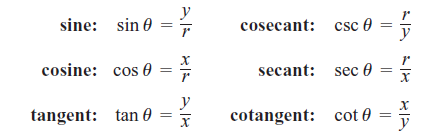 sine: sin θ = y/r cosecant: csc θ = r/y
cosine: cos θ = x/r secant: sec θ = r/x
tangent: tan θ = y/x cotangent: cot θ = x/y